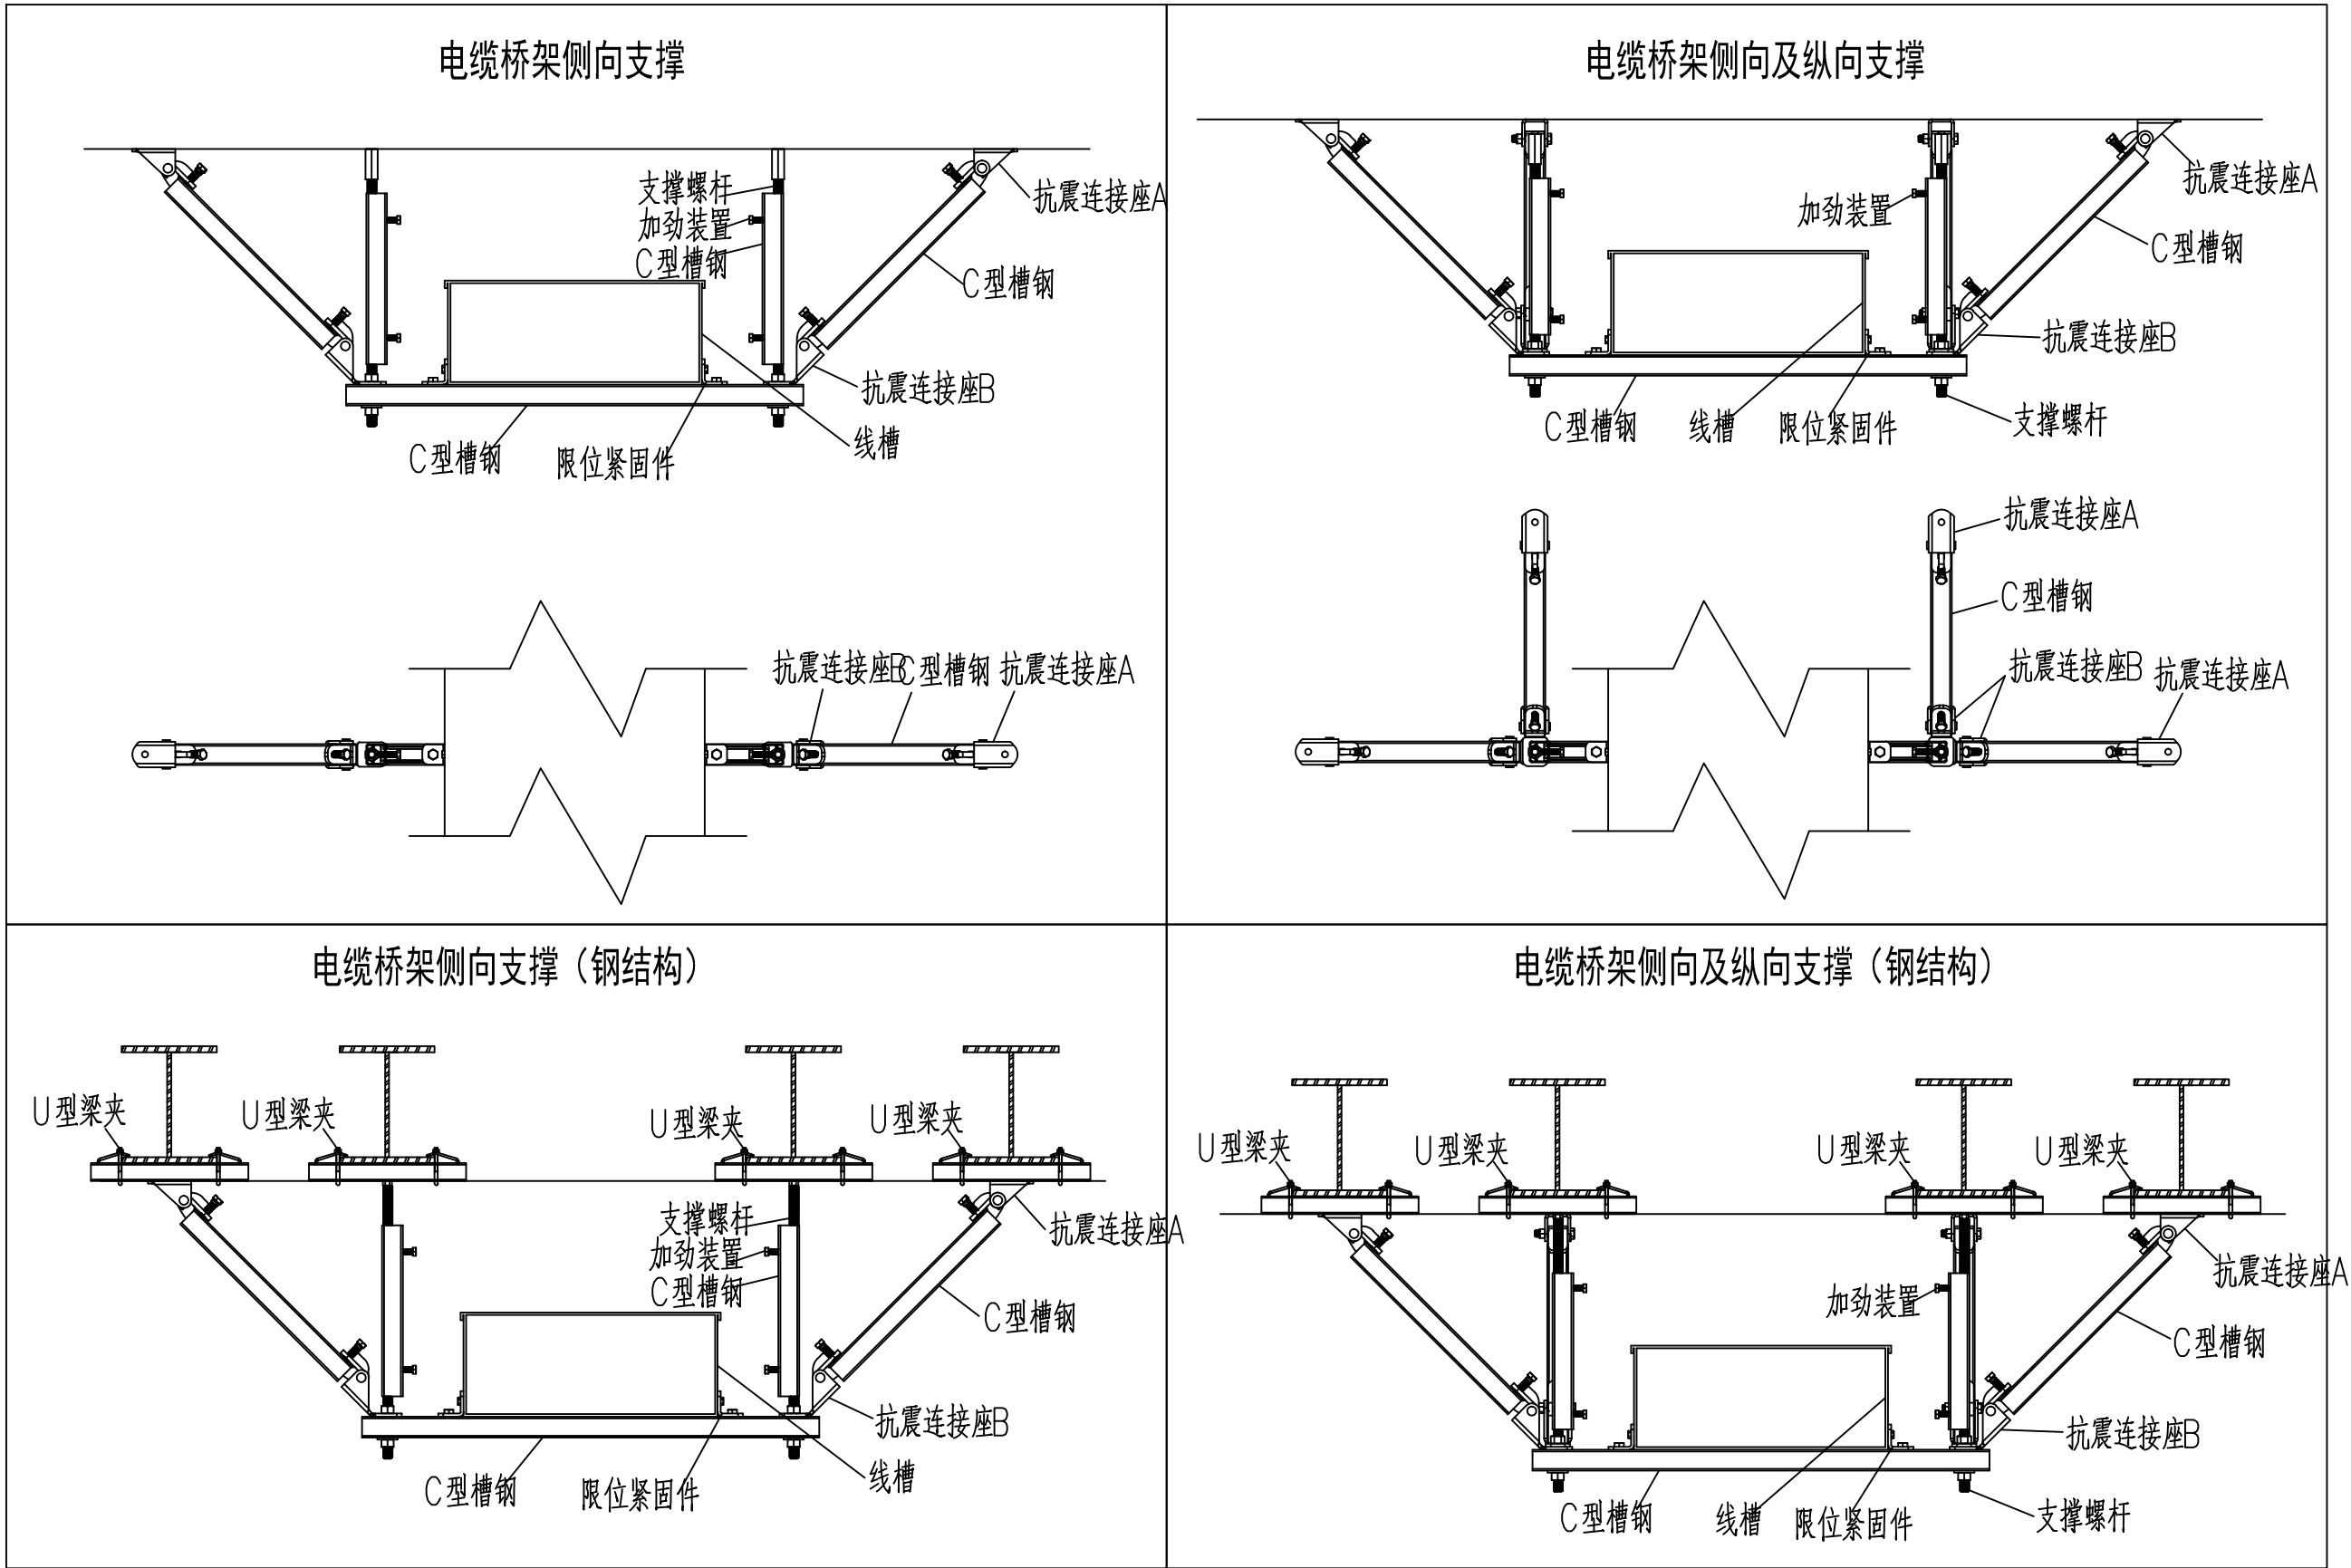 电缆桥架侧向支撑
支撑螺杆
加劲装置
C型槽钢
抗震连接座A
C型槽钢
抗震连接座B
线槽
C型槽钢
限位紧固件
抗震连接座B
C型槽钢
抗震连接座A
电缆桥架侧向及纵向支撑
抗震连接座A
加劲装置
C型槽钢
抗震连接座B
C型槽钢
线槽
限位紧固件
支撑螺杆
抗震连接座A
C型槽钢
抗震连接座B
抗震连接座A
电缆桥架侧向支撑（钢结构）
U型梁夹
U型梁夹
U型梁夹
U型梁夹
支撑螺杆
加劲装置
C型槽钢
抗震连接座A
C型槽钢
抗震连接座B
线槽
C型槽钢
限位紧固件
电缆桥架侧向及纵向支撑（钢结构）
U型梁夹
U型梁夹
U型梁夹
U型梁夹
抗震连接座A
加劲装置
C型槽钢
抗震连接座B
C型槽钢
线槽
限位紧固件
支撑螺杆